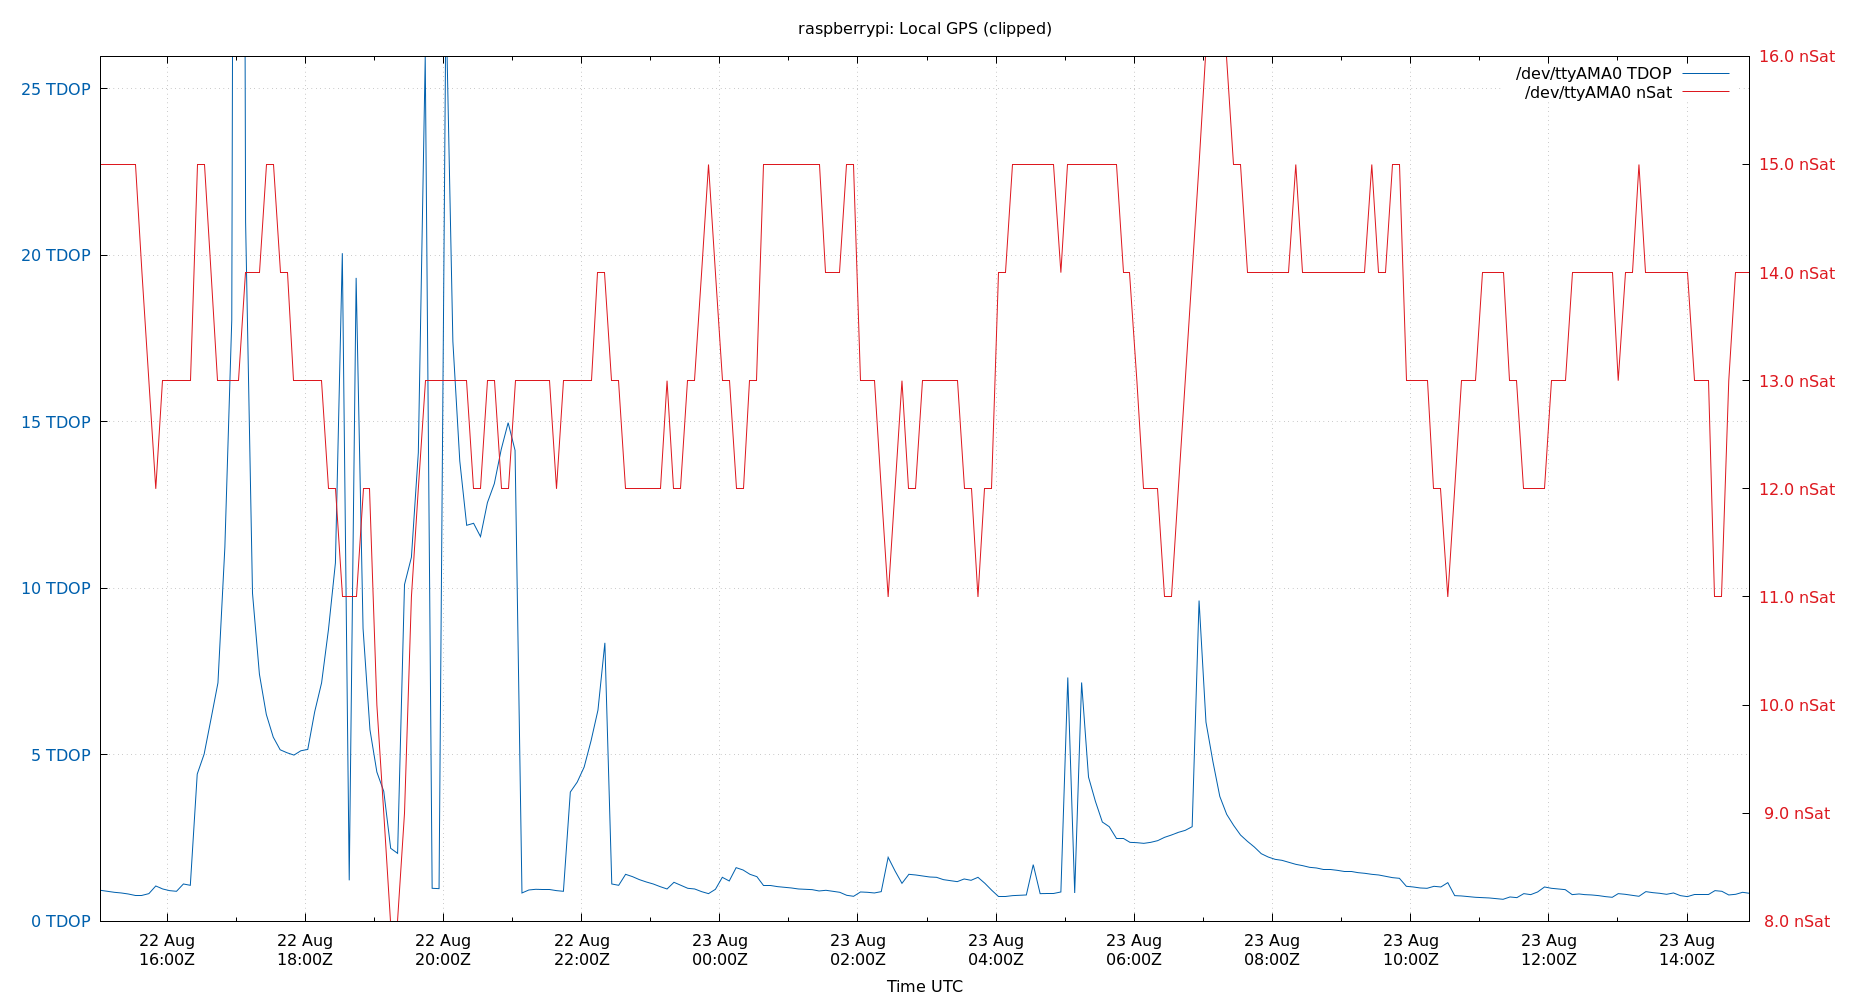 raspberrypi: Local GPS (clipped)
/dev/ttyAMA0 TDOP
/dev/ttyAMA0 nSat
25 TDOP
20 TDOP
15 TDOP
10 TDOP
5 TDOP
0 TDOP
16.0 nSat
15.0 nSat
14.0 nSat
13.0 nSat
12.0 nSat
11.0 nSat
10.0 nSat
9.0 nSat
8.0 nSat
22 Aug
16:00Z
22 Aug
18:00Z
22 Aug
20:00Z
22 Aug
22:00Z
23 Aug
00:00Z
23 Aug
02:00Z
23 Aug
04:00Z
23 Aug
06:00Z
23 Aug
08:00Z
23 Aug
10:00Z
23 Aug
12:00Z
23 Aug
14:00Z
Time UTC